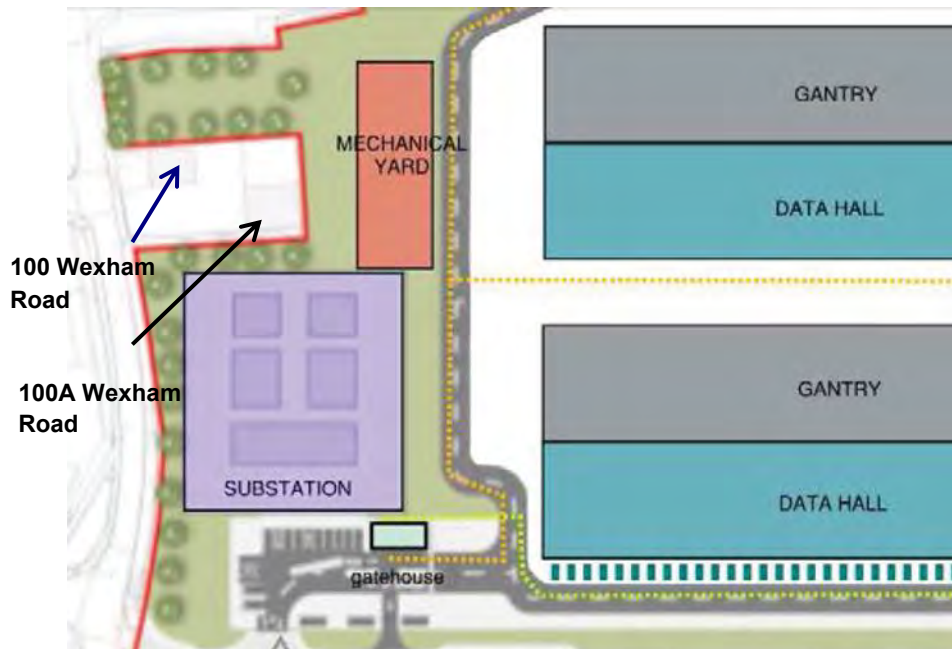 GANTRY
MECHANICAL
YARD
DATA HALL
100 Wexham
Road
100A Wexham
Road
GANTRY
SUBSTATION
DATA HALL
gatehouse